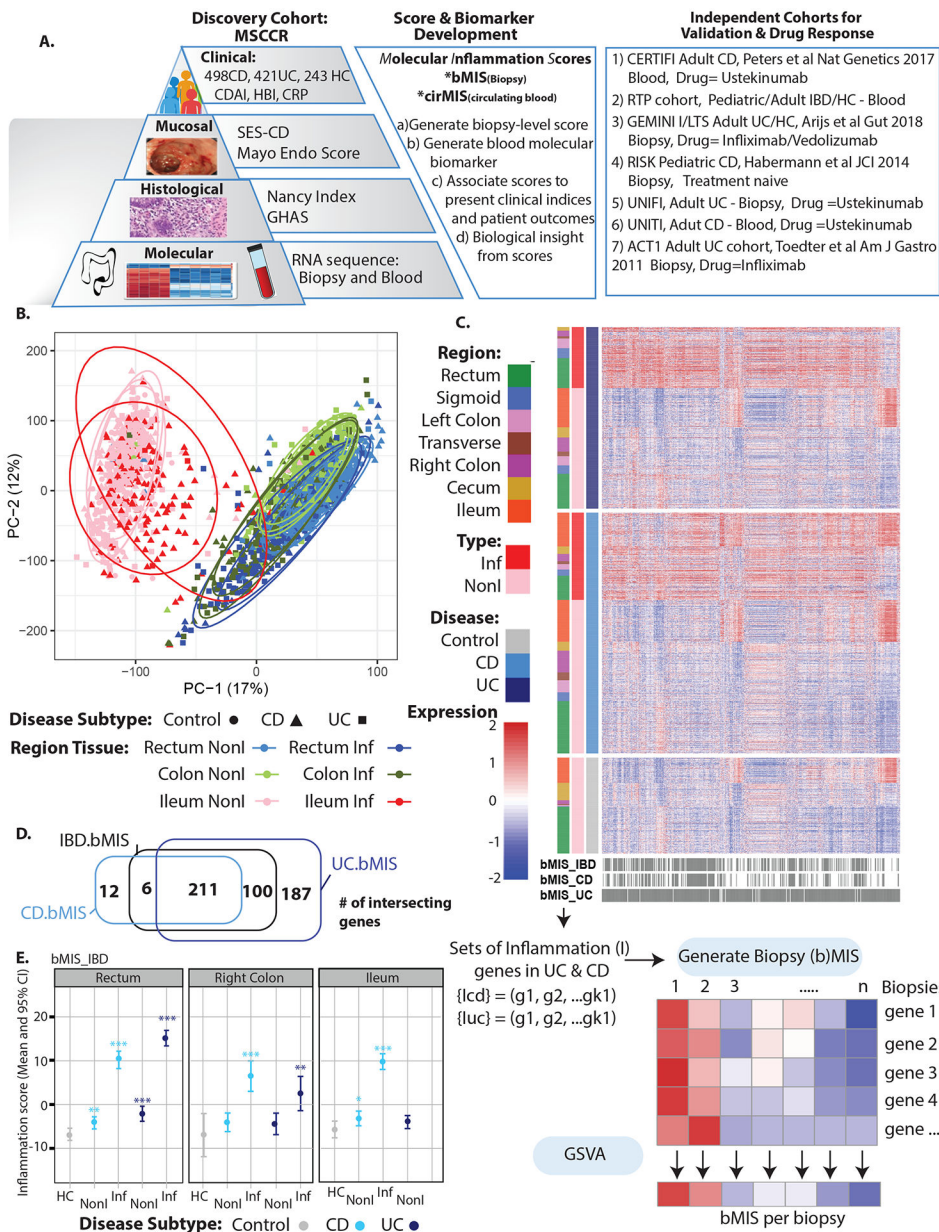 A.
Discovery Cohort:
MSCCR
Clinical:
498CD, 421UC, 243 HC
CDAI, HBI, CRP
Mucosal
SES-CD
Mayo Endo Score
Histological
Nancy Index
GHAS
Molecular
RNA sequence:
Biopsy and Blood
Score & Biomarker
Development
Molecular Inflammation Scores
*bMIS(Biopsy)
*cirMIS(circulating blood)
a)Generate biopsy-level score
b) Generate blood molecular
biomarker
c) Associate scores to
present clinical indices
and patient outcomes
d) Biological insight
from scores
Independent Cohorts for
Validation & Drug Response
1) CERTIFI Adult CD, Peters et al Nat Genetics 2017
Blood, Drug= Ustekinumab
2) RTP cohort, Pediatric/Adult IBD/HC - Blood
3) GEMINI I/LTS Adult UC/HC, Arijs et al Gut 2018
Biopsy, Drug= Infliximab/Vedolizumab
4) RISK Pediatric CD, Habermann et al JCI 2014
Biopsy, Treatment naive
5) UNIFI, Adult UC - Biopsy, Drug =Ustekinumab
6) UNITI, Adut CD - Blood, Drug =Ustekinumab
7) ACT1 Adult UC cohort, Toedter et al Am J Gastro
2011 Biopsy, Drug=Infliximab
B.
PC-2 (12%)
200
100
0
−100
−200
−100
0
100
PC-1 (17%)
Disease Subtype: Control CD UC
Region Tissue: Rectum NonI Rectum Inf
Colon NonI Colon Inf
Ileum NonI Ileum Inf
C.
Region:
Rectum
Sigmoid
Left Colon
Transverse
Right Colon
Cecum
Ileum
Type:
Inf
NonI
Disease:
Control
CD
UC
Expression
2
1
0
-1
-2
bMIS_IBD
bMIS_CD
bMIS_UC
Sets of Inflammation (I)
genes in UC & CD
{Icd} = (g1, g2, ...gk1)
{Iuc} = (g1, g2, ...gk1)
Generate Biopsy (b)MIS
1 2 3 ..... n Biopsie
gene 1
gene 2
gene 3
gene 4
gene ...
GSVA
bMIS per biopsy
D.
IBD.bMIS
UC.bMIS
CD.bMIS
12 6 211 100 187
# of intersecting
genes
E.
bMIS_IBD
Rectum Right Colon Ileum
Inflammation score (Mean and 95% CI)
20
10
0
-10
** *** *** ***
*** **
* ***
HC NonI Inf NonI Inf
HC NonI Inf NonI Inf
HC NonI Inf NonI
Disease Subtype: Control CD UC